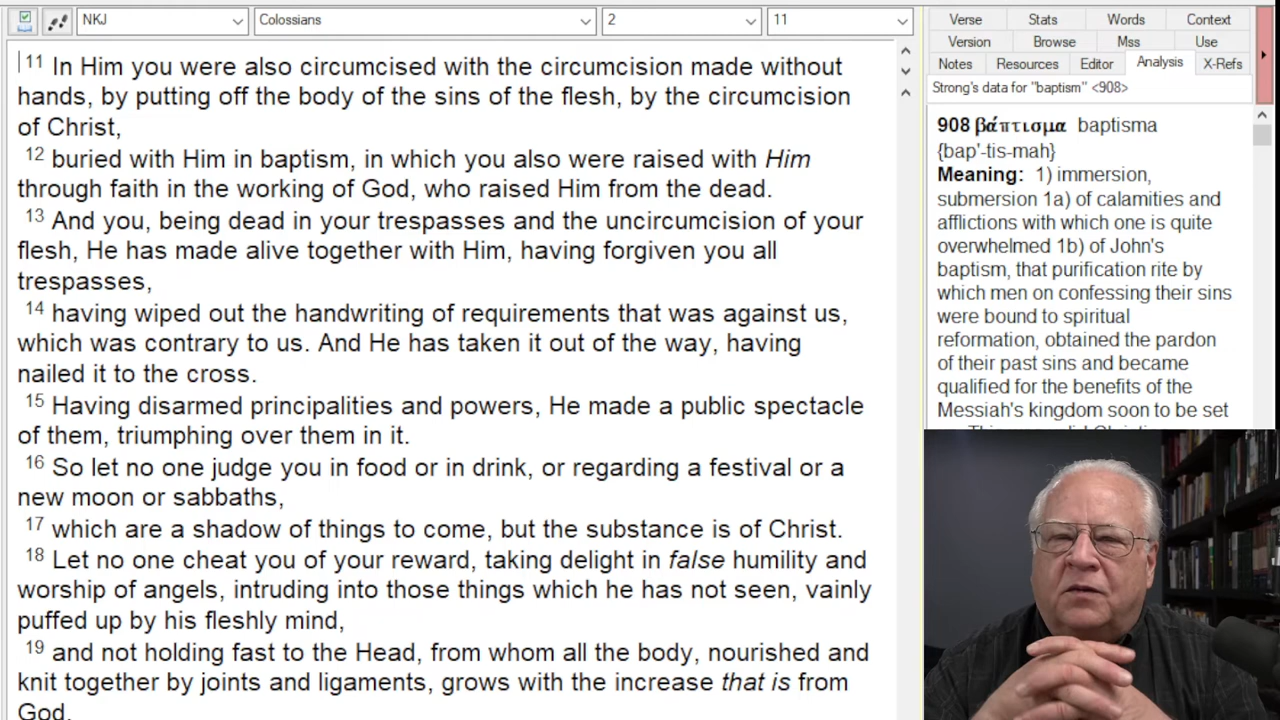 NKJ Colossians 2 11
11 In Him you were also circumcised with the circumcision made without
hands, by putting off the body of the sins of the flesh, by the circumcision
of Christ,
12 buried with Him in baptism, in which you also were raised with Him
through faith in the working of God, who raised Him from the dead.
13 And you, being dead in your trespasses and the uncircumcision of your
flesh, He has made alive together with Him, having forgiven you all
trespasses,
14 having wiped out the handwriting of requirements that was against us,
which was contrary to us. And He has taken it out of the way, having
nailed it to the cross.
15 Having disarmed principalities and powers, He made a public spectacle
of them, triumphing over them in it.
16 So let no one judge you in food or in drink, or regarding a festival or a
new moon or sabbaths,
17 which are a shadow of things to come, but the substance is of Christ.
18 Let no one cheat you of your reward, taking delight in false humility and
worship of angels, intruding into those things which he has not seen, vainly
puffed up by his fleshly mind,
19 and not holding fast to the Head, from whom all the body, nourished and
knit together by joints and ligaments, grows with the increase that is from
God.
Verse Stats Words Context
Version Browse Mss Use
Notes Resources Editor Analysis X-Refs
Strong's data for "baptism" <908>
908 βάπτισμα baptisma
{bap'-tis-mah}
Meaning: 1) immersion,
submersion 1a) of calamities and
afflictions with which one is quite
overwhelmed 1b) of John's
baptism, that purification rite by
which men on confessing their sins
were bound to spiritual
reformation, obtained the pardon
of their past sins and became
qualified for the benefits of the
Messiah's kingdom soon to be set